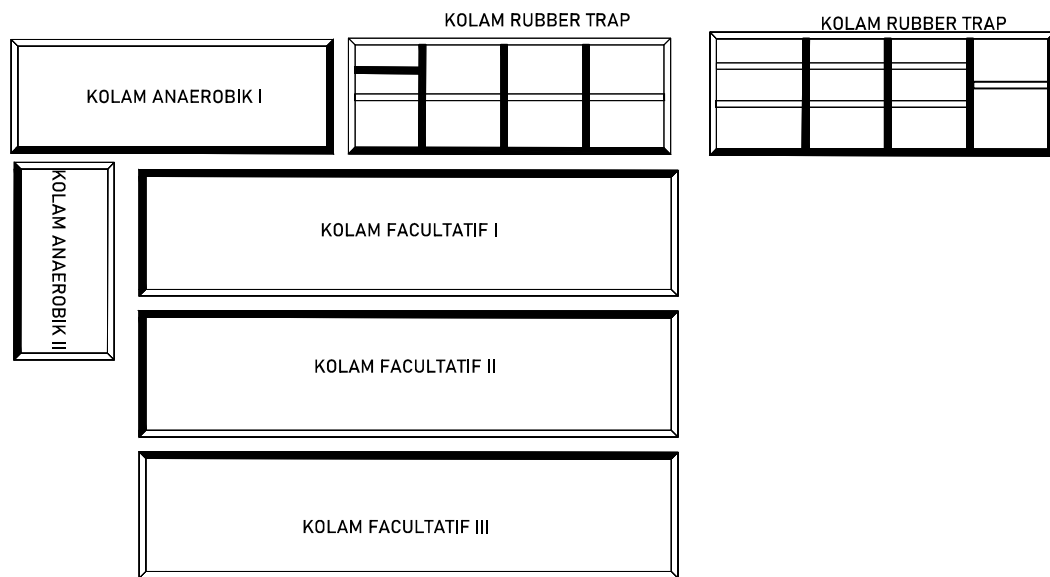 KOLAM RUBBER TRAP
KOLAM RUBBER TRAP
KOLAM ANAEROBIK I
KOLAM ANAEROBIK II
KOLAM FACULTATIF I
KOLAM FACULTATIF II
KOLAM FACULTATIF III